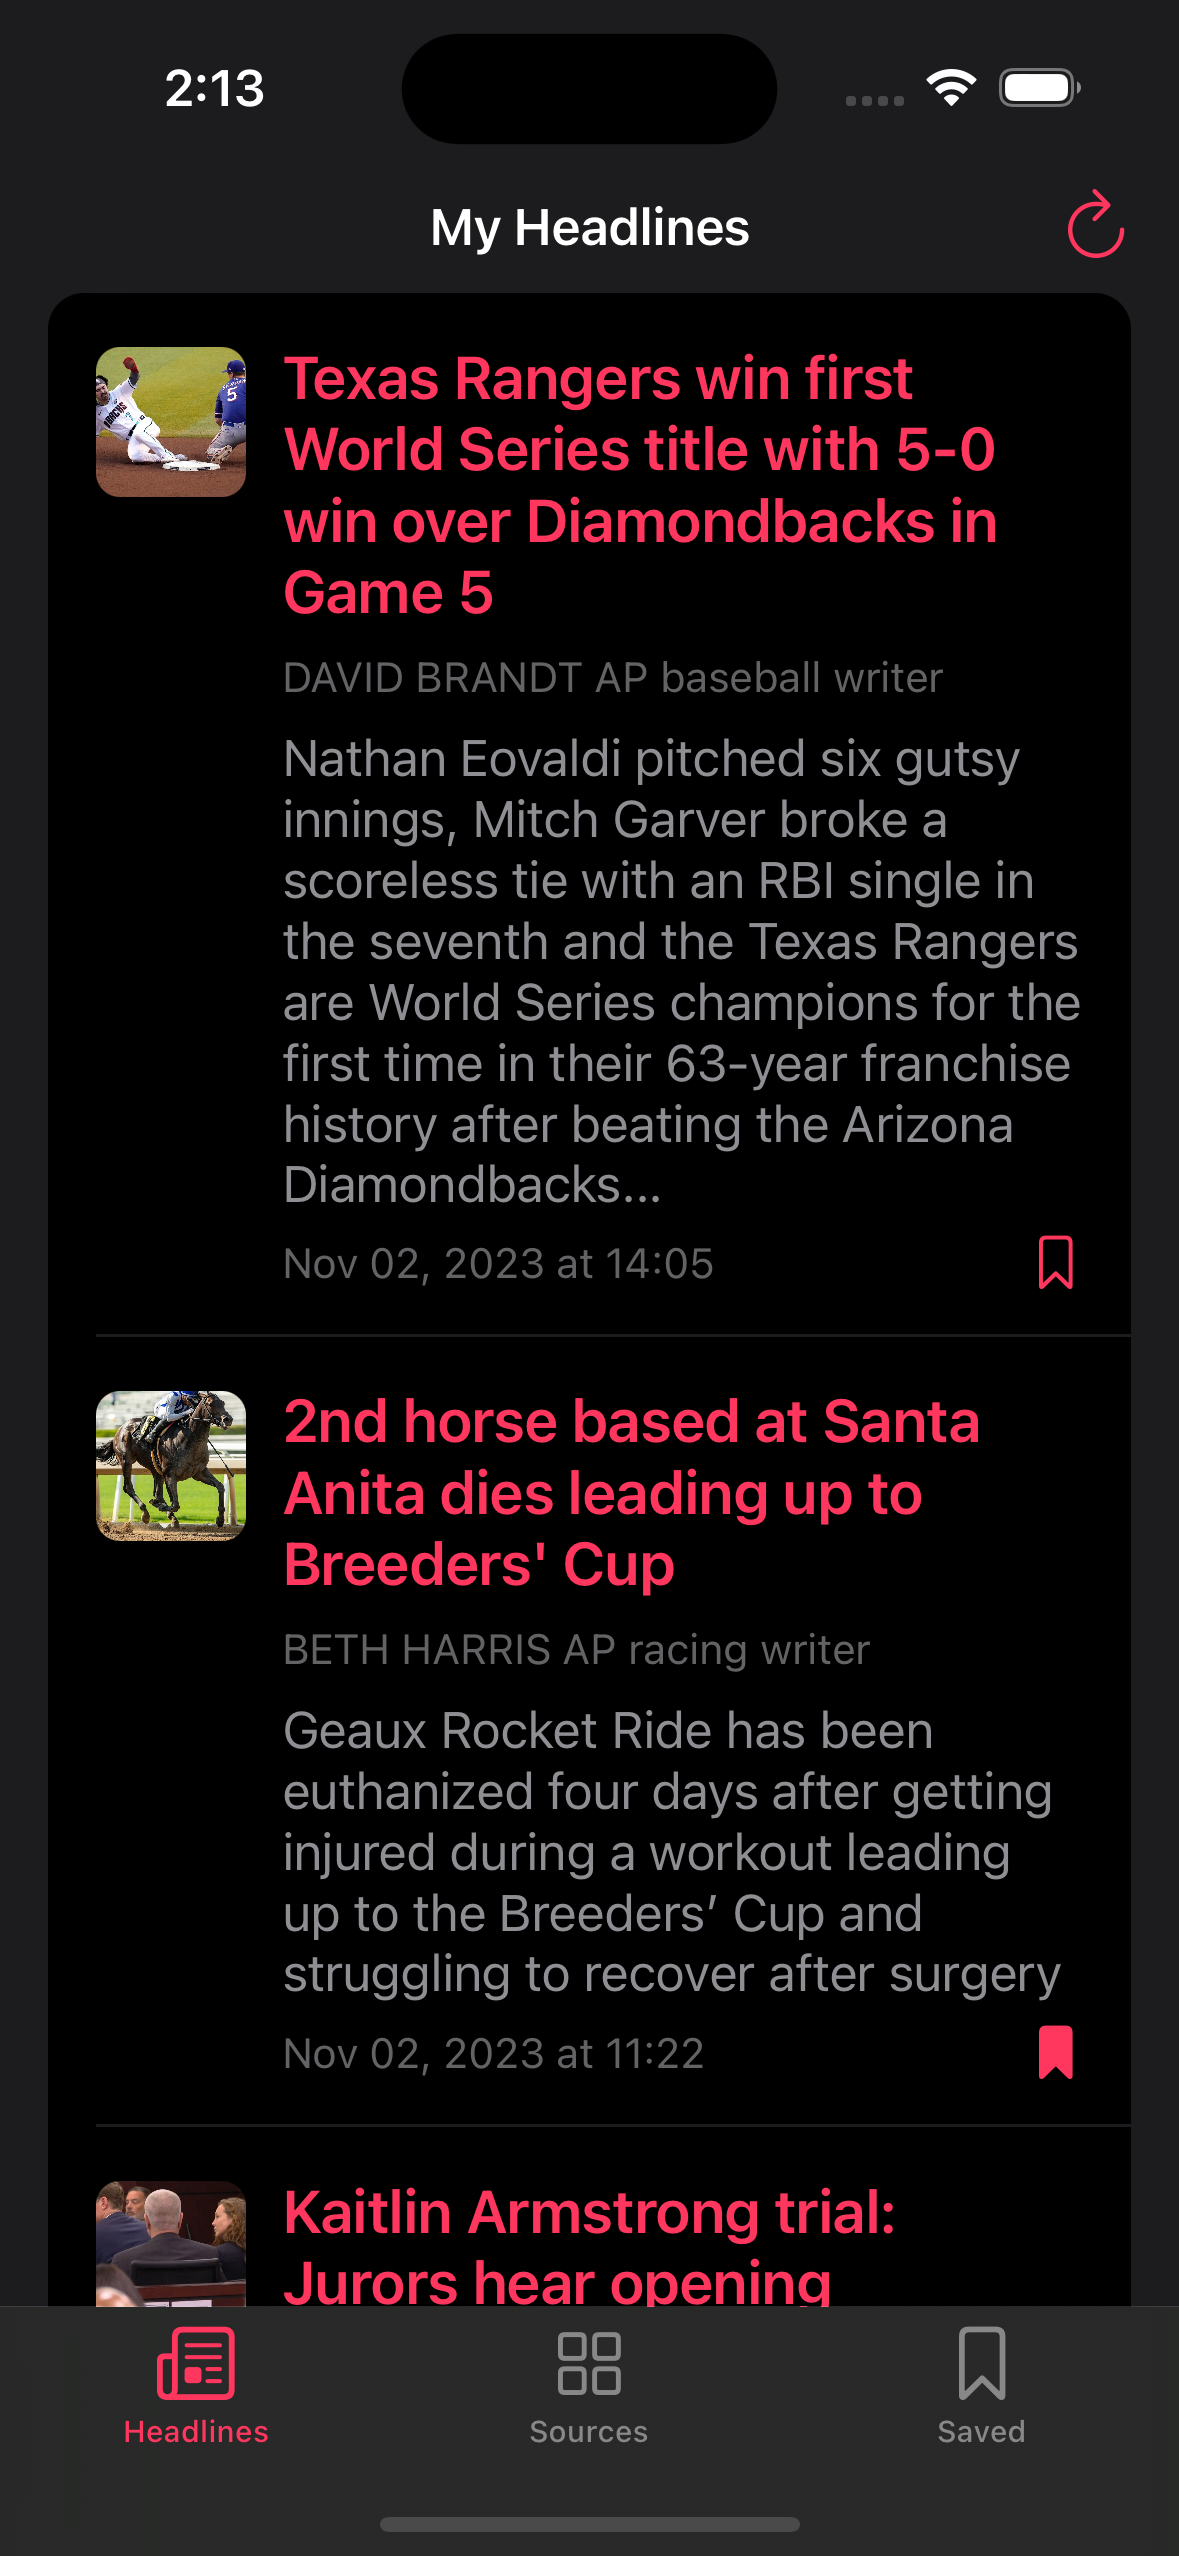 2:13
My Headlines
Texas Rangers win first
World Series title with 5-0
win over Diamondbacks in
Game 5
DAVID BRANDT AP baseball writer
Nathan Eovaldi pitched six gutsy
innings, Mitch Garver broke a
scoreless tie with an RBI single in
the seventh and the Texas Rangers
are World Series champions for the
first time in their 63-year franchise
history after beating the Arizona
Diamondbacks...
Nov 02, 2023 at 14:05
2nd horse based at Santa
Anita dies leading up to
Breeders' Cup
BETH HARRIS AP racing writer
Geaux Rocket Ride has been
euthanized four days after getting
injured during a workout leading
up to the Breeders’ Cup and
struggling to recover after surgery
Nov 02, 2023 at 11:22
Kaitlin Armstrong trial:
Jurors hear opening
Headlines
Sources
Saved